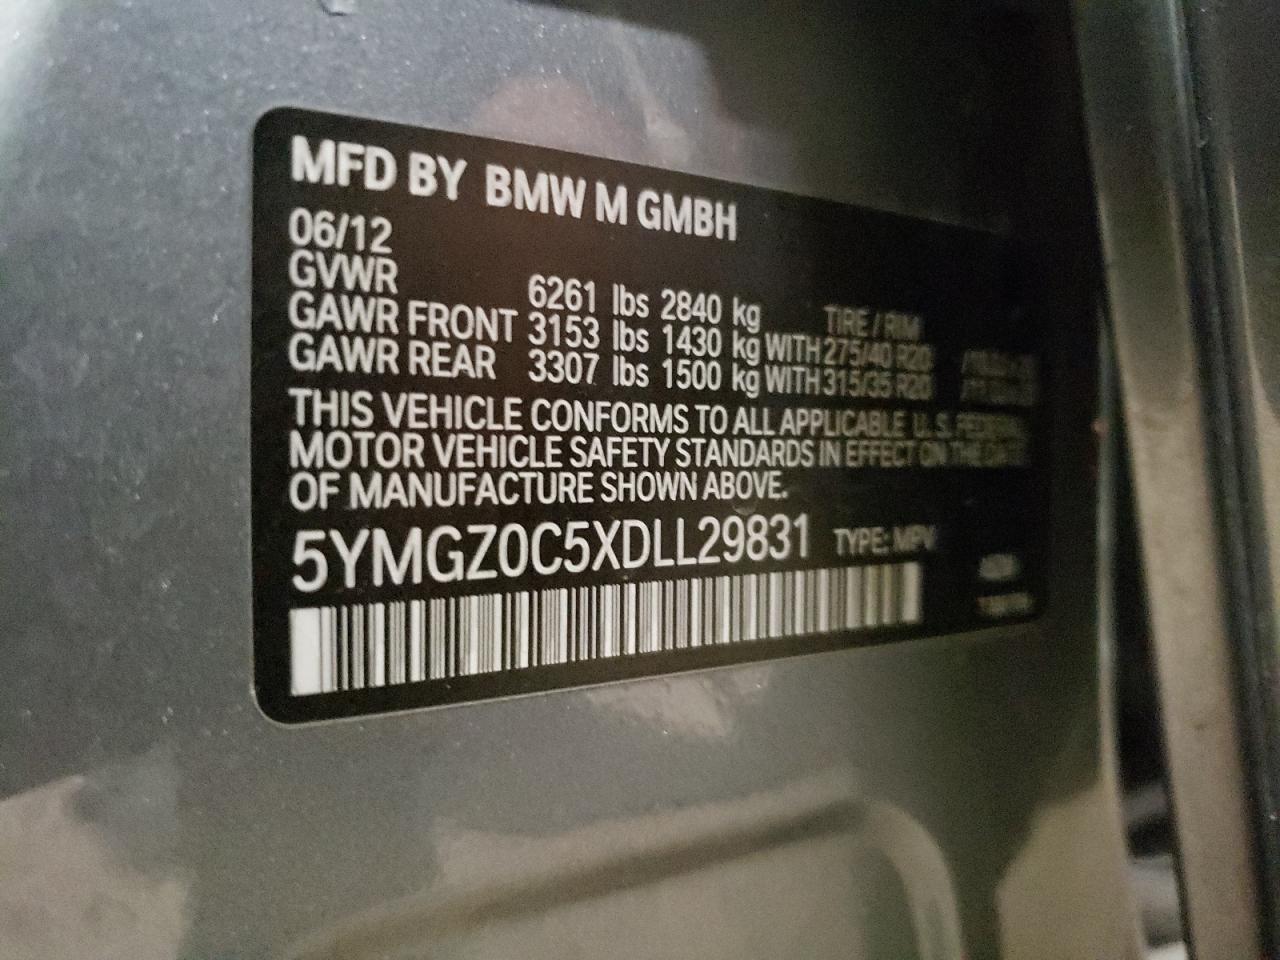 MFD BY BMW M GMBH
06/12
GVWR 6261 lbs 2840 kg TIRE / RIM
GAWR FRONT 3153 lbs 1430 kg WITH 275/40 R20
GAWR REAR 3307 lbs 1500 kg WITH 315/35 R20
THIS VEHICLE CONFORMS TO ALL APPLICABLE U.S. FEDERAL
MOTOR VEHICLE SAFETY STANDARDS IN EFFECT ON THE DATE
OF MANUFACTURE SHOWN ABOVE.
5YMGZ0C5XDLL29831 TYPE: MPV